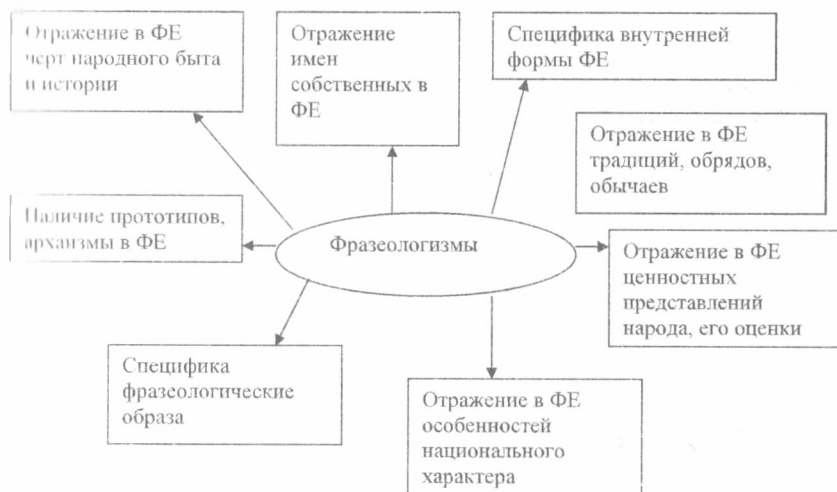 Отражение в ФЕ
черт народного быта
и истории
Отражение
имен
собственных в
ФЕ
Специфика внутренней
формы ФЕ
Отражение в ФЕ
традиций, обрядов,
обычаев
Наличие прототипов,
архаизмы в ФЕ
Фразеологизмы
Отражение в ФЕ
ценностных
представлений
народа, его оценки
Специфика
фразеологические
образа
Отражение в ФЕ
особенностей
национального
характера